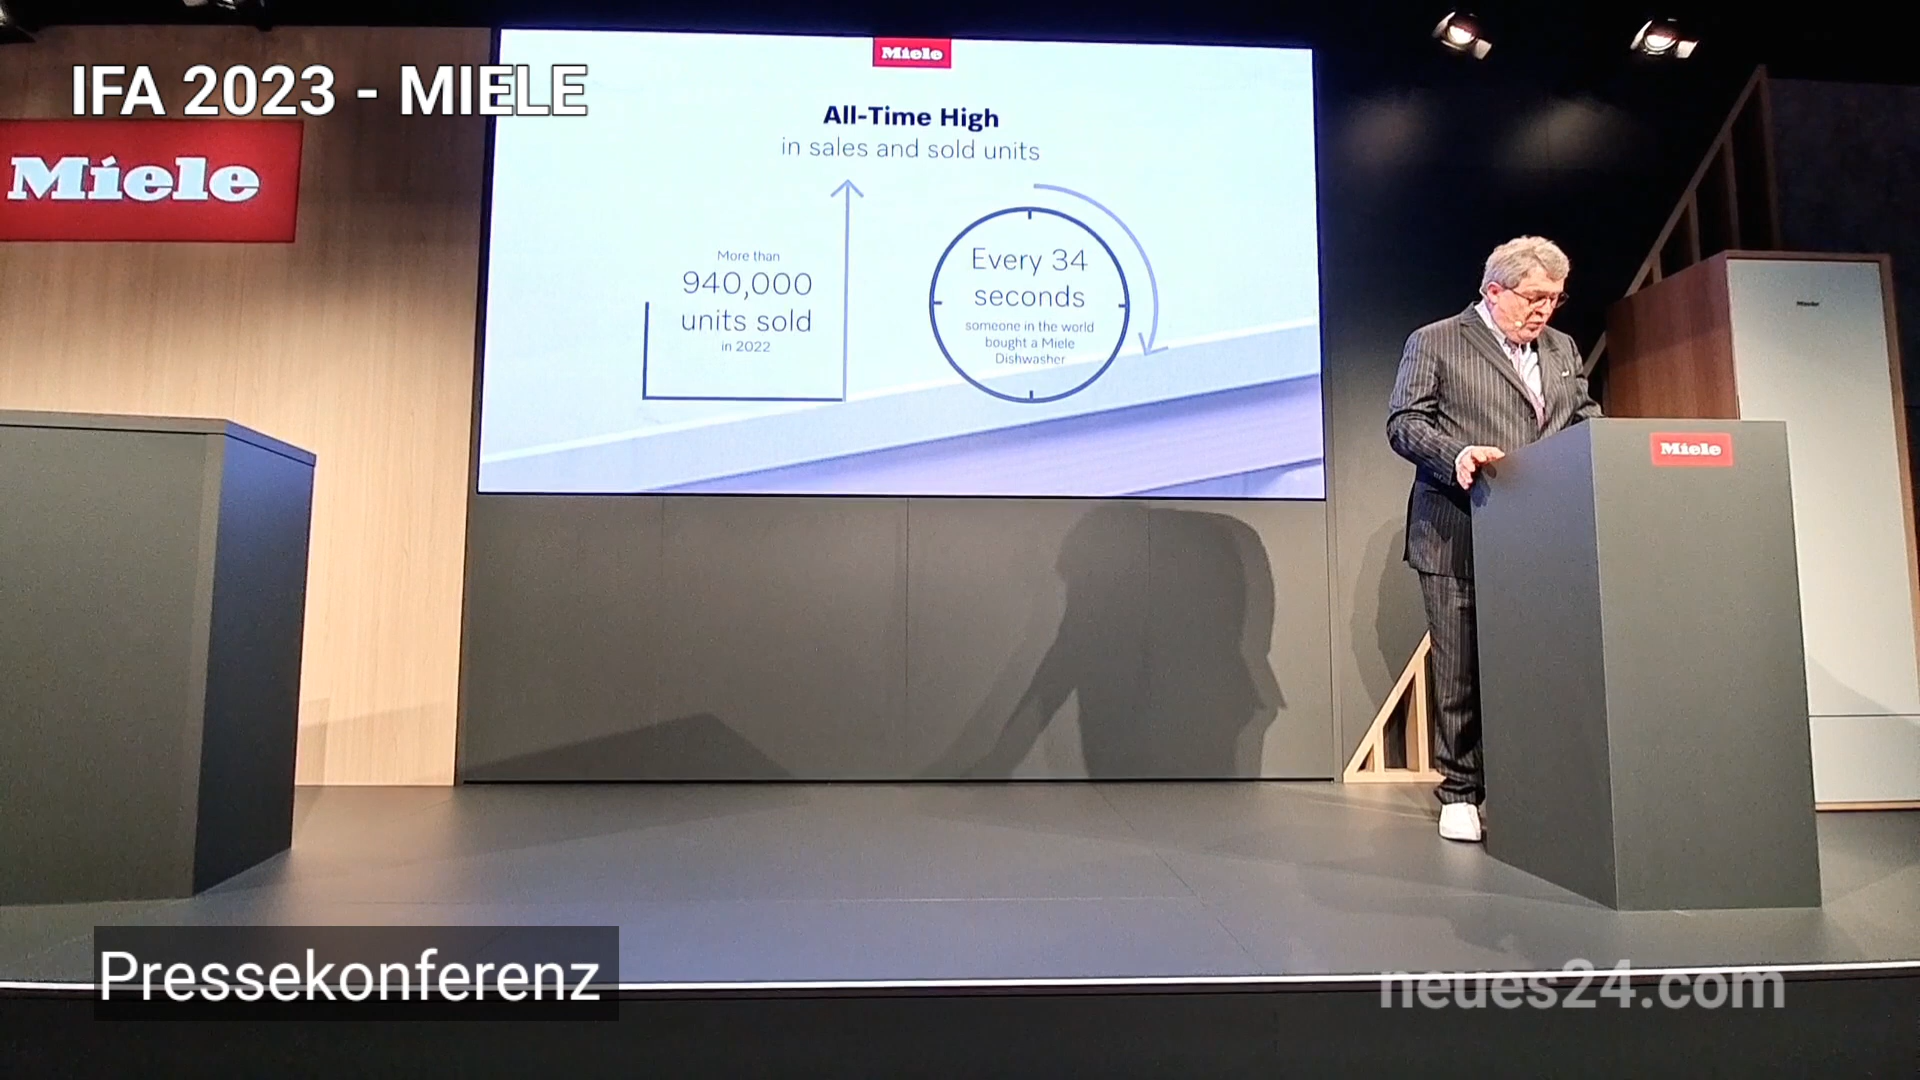 IFA 2023 - MIELE
Miele
Miele
All-Time High
in sales and sold units
More than
940,000
units sold
in 2022
Every 34
seconds
someone in the world
bought a Miele
Dishwasher
Miele
Miele
Pressekonferenz
neues24.com